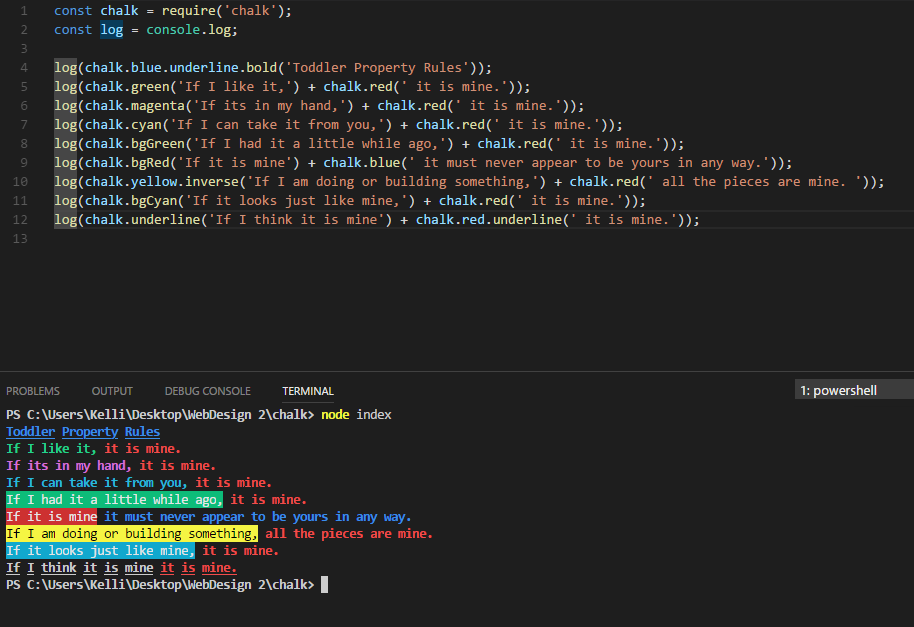 1 const chalk = require('chalk');
2 const log = console.log;
3
4 log(chalk.blue.underline.bold('Toddler Property Rules'));
5 log(chalk.green('If I like it,') + chalk.red(' it is mine.'));
6 log(chalk.magenta('If its in my hand,') + chalk.red(' it is mine.'));
7 log(chalk.cyan('If I can take it from you,') + chalk.red(' it is mine.'));
8 log(chalk.bgGreen('If I had it a little while ago,') + chalk.red(' it is mine.'));
9 log(chalk.bgRed('If it is mine') + chalk.blue(' it must never appear to be yours in any way.'));
10 log(chalk.yellow.inverse('If I am doing or building something,') + chalk.red(' all the pieces are mine. '));
11 log(chalk.bgCyan('If it looks just like mine,') + chalk.red(' it is mine.'));
12 log(chalk.underline('If I think it is mine') + chalk.red.underline(' it is mine.'));
13
PROBLEMS OUTPUT DEBUG CONSOLE TERMINAL 1: powershell
PS C:\Users\Kelli\Desktop\WebDesign 2\chalk> node index
Toddler Property Rules
If I like it, it is mine.
If its in my hand, it is mine.
If I can take it from you, it is mine.
If I had it a little while ago, it is mine.
If it is mine it must never appear to be yours in any way.
If I am doing or building something, all the pieces are mine.
If it looks just like mine, it is mine.
If I think it is mine it is mine.
PS C:\Users\Kelli\Desktop\WebDesign 2\chalk>